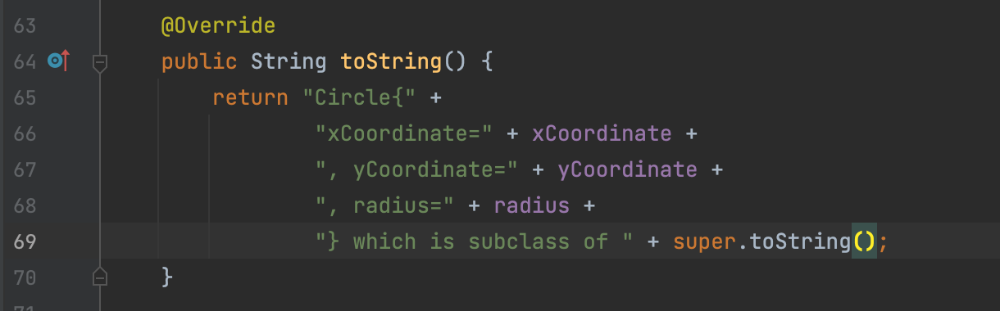 63 @Override
64 public String toString() {
65 return "Circle{" +
66 "xCoordinate=" + xCoordinate +
67 ", yCoordinate=" + yCoordinate +
68 ", radius=" + radius +
69 "} which is subclass of " + super.toString();
70 }
71